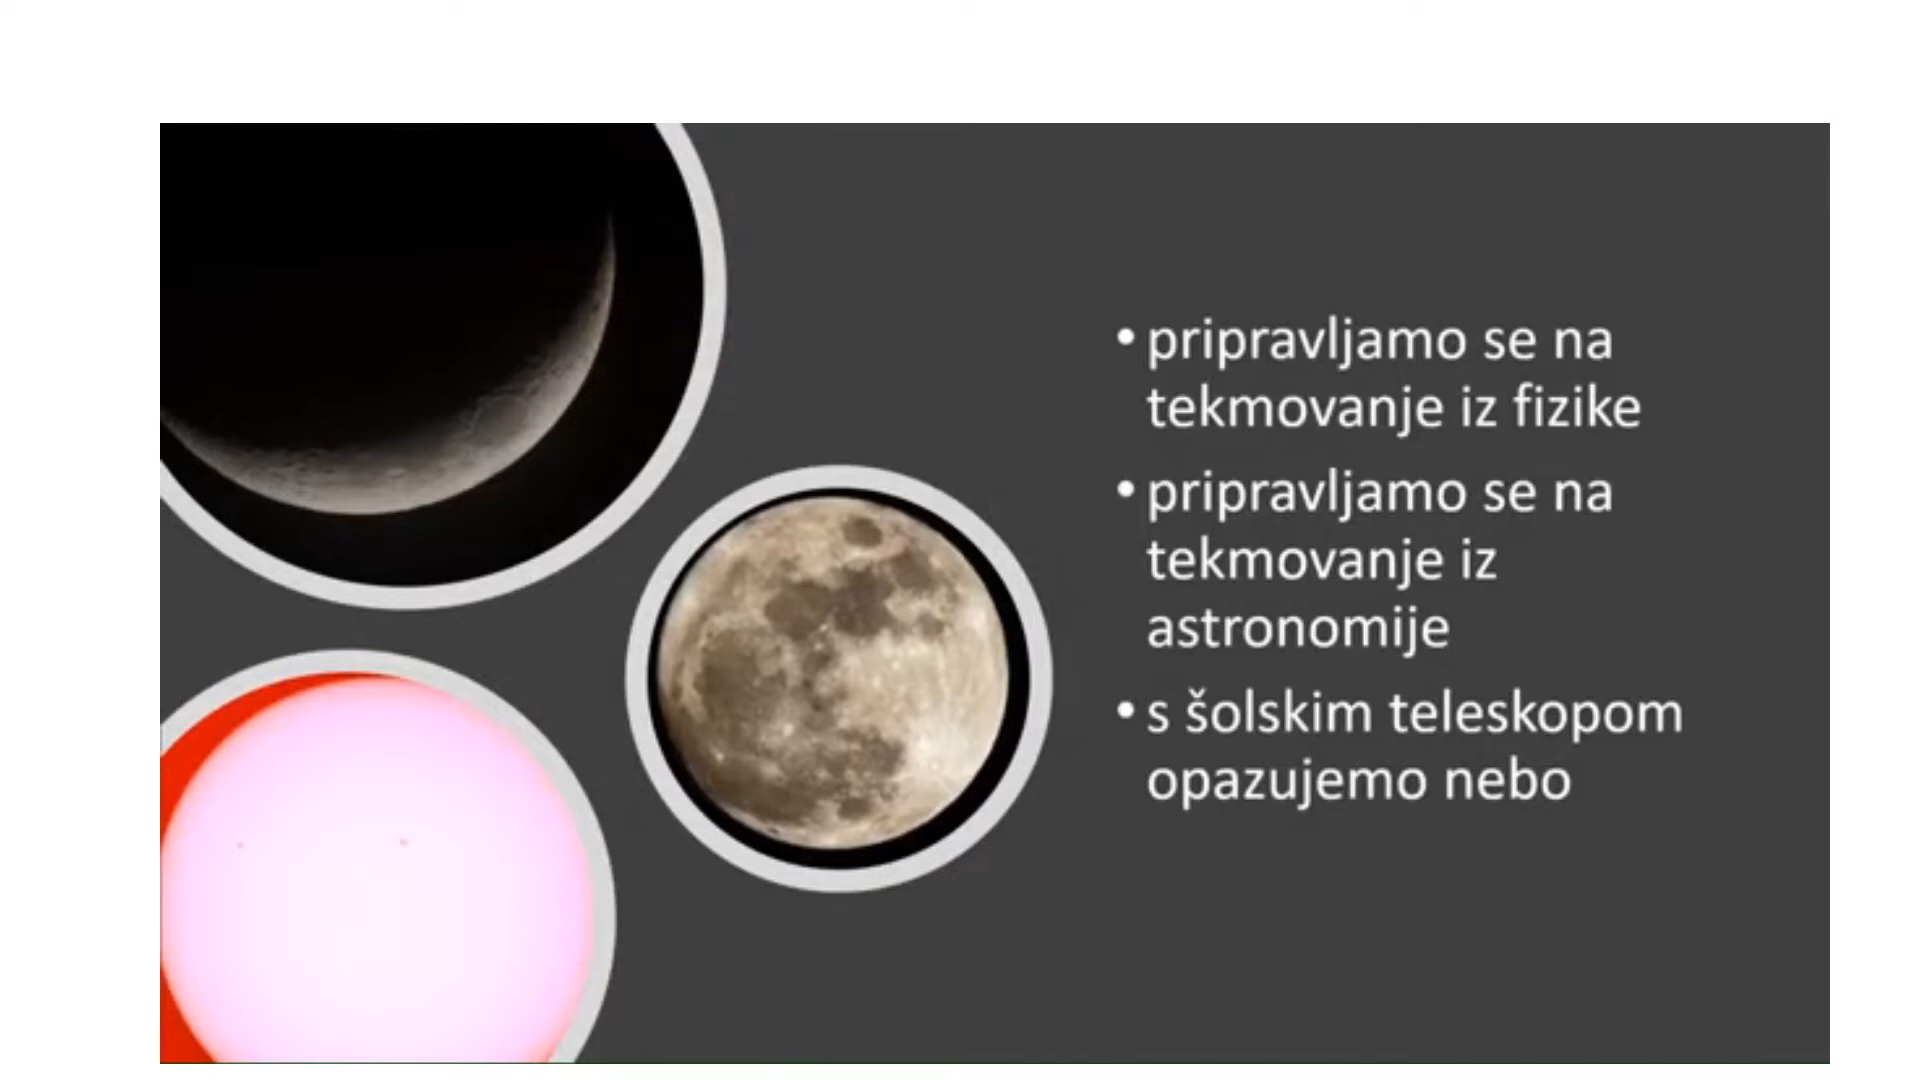 • pripravljamo se na
tekmovanje iz fizike
• pripravljamo se na
tekmovanje iz
astronomije
• s šolskim teleskopom
opazujemo nebo